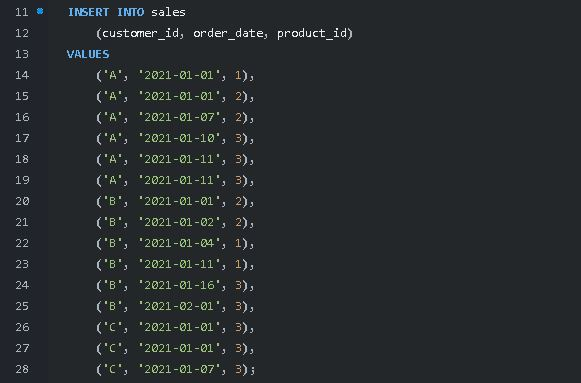 11 INSERT INTO sales
12     (customer_id, order_date, product_id)
13 VALUES
14     ('A', '2021-01-01', 1),
15     ('A', '2021-01-01', 2),
16     ('A', '2021-01-07', 2),
17     ('A', '2021-01-10', 3),
18     ('A', '2021-01-11', 3),
19     ('A', '2021-01-11', 3),
20     ('B', '2021-01-01', 2),
21     ('B', '2021-01-02', 2),
22     ('B', '2021-01-04', 1),
23     ('B', '2021-01-11', 1),
24     ('B', '2021-01-16', 3),
25     ('B', '2021-02-01', 3),
26     ('C', '2021-01-01', 3),
27     ('C', '2021-01-01', 3),
28     ('C', '2021-01-07', 3);